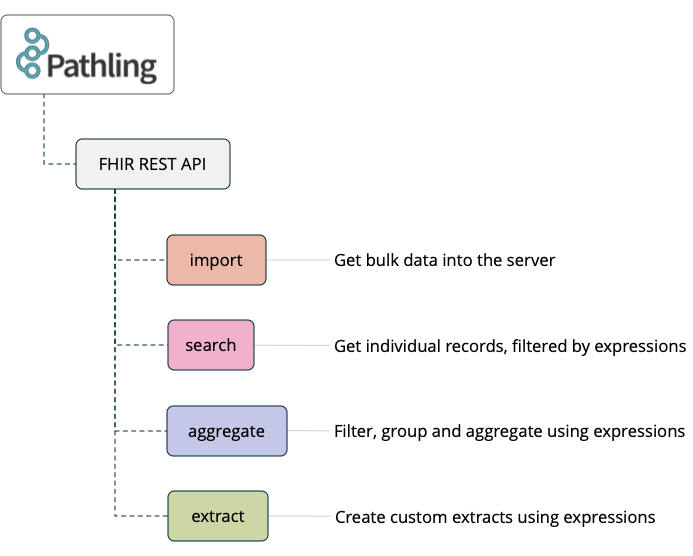 Pathling
FHIR REST API
import
Get bulk data into the server
search
Get individual records, filtered by expressions
aggregate
Filter, group and aggregate using expressions
extract
Create custom extracts using expressions